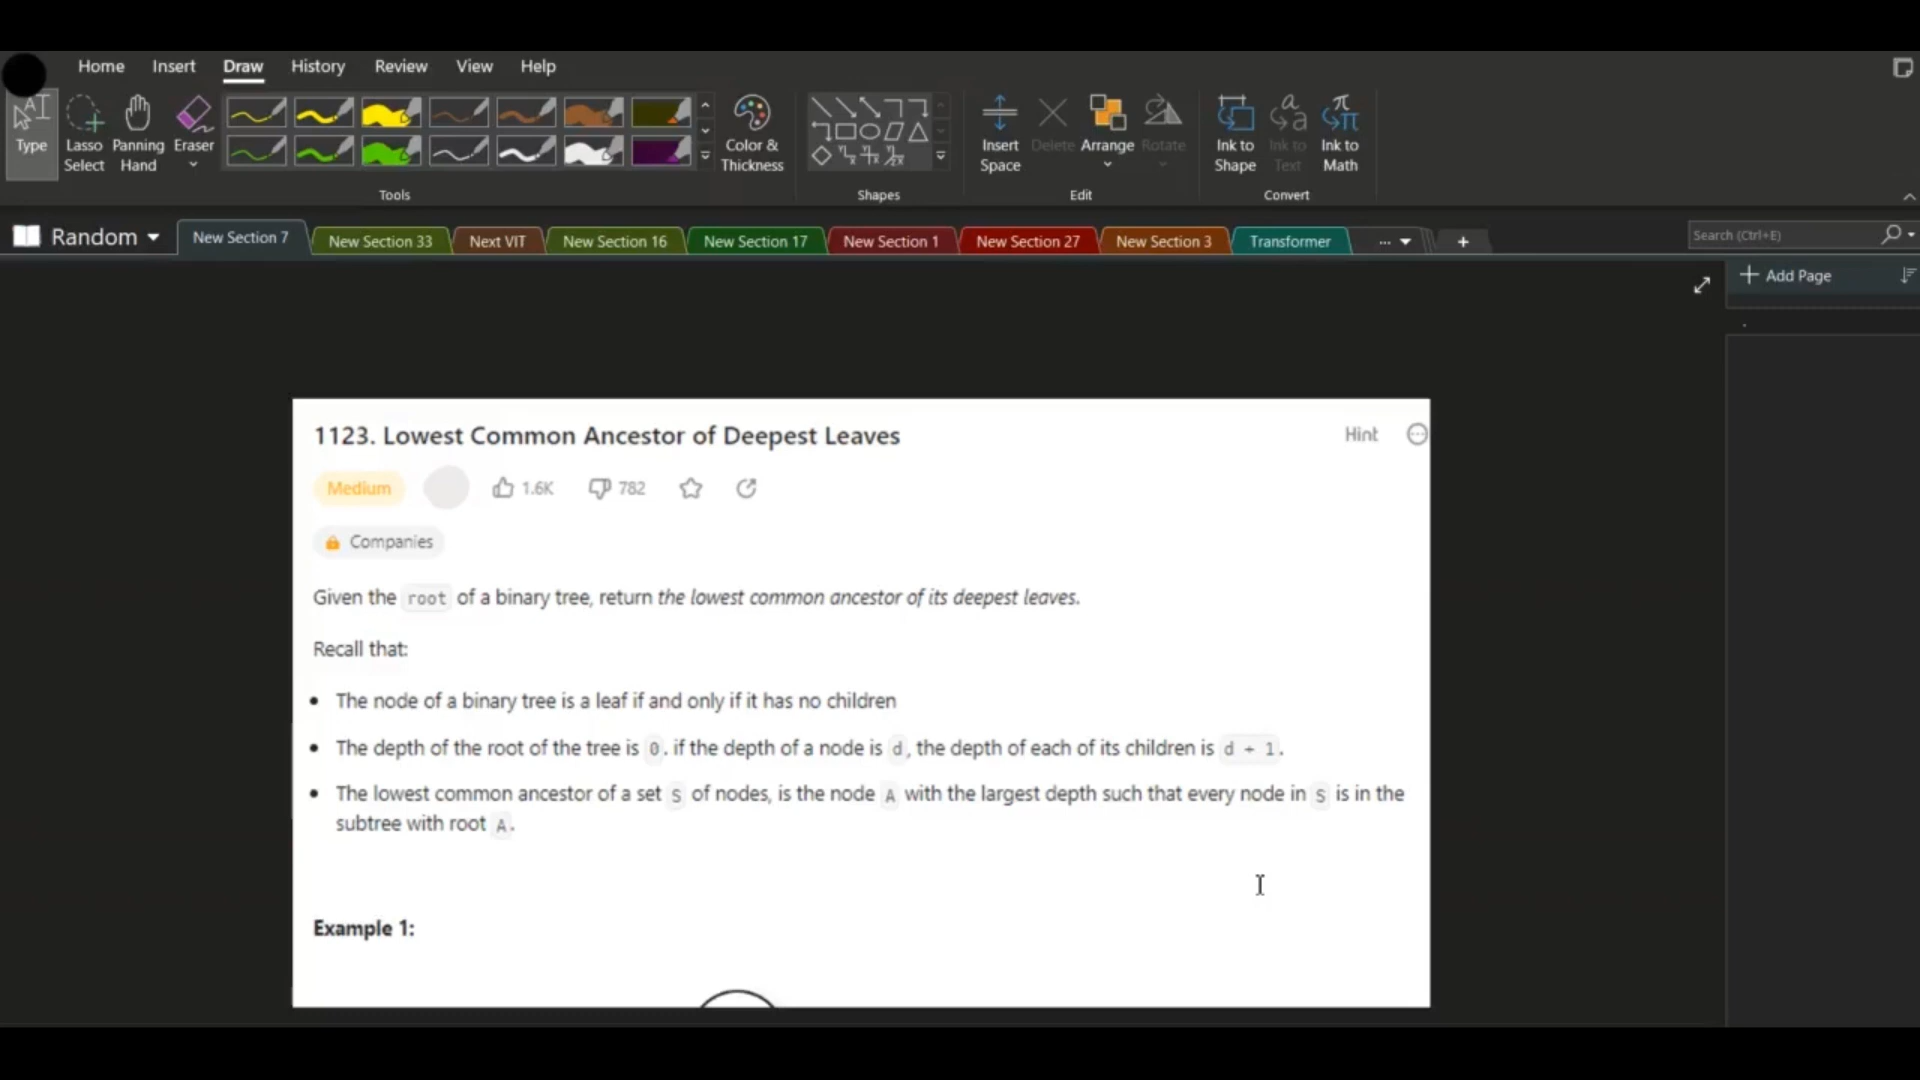 Home Insert Draw History Review View Help
Type Lasso Select Panning Hand Eraser Color & Thickness Insert Space Delete Arrange Rotate Ink to Shape Ink to Text Ink to Math
Tools Shapes Edit Convert
Random New Section 7 New Section 33 Next VIT New Section 16 New Section 17 New Section 1 New Section 27 New Section 3 Transformer ... + Search (Ctrl+E)
+ Add Page
1123. Lowest Common Ancestor of Deepest Leaves Hint
Medium 1.6K 782
Companies
Given the root of a binary tree, return the lowest common ancestor of its deepest leaves.
Recall that:
• The node of a binary tree is a leaf if and only if it has no children
• The depth of the root of the tree is 0. if the depth of a node is d, the depth of each of its children is d + 1.
• The lowest common ancestor of a set S of nodes, is the node A with the largest depth such that every node in S is in the
subtree with root A.
Example 1: